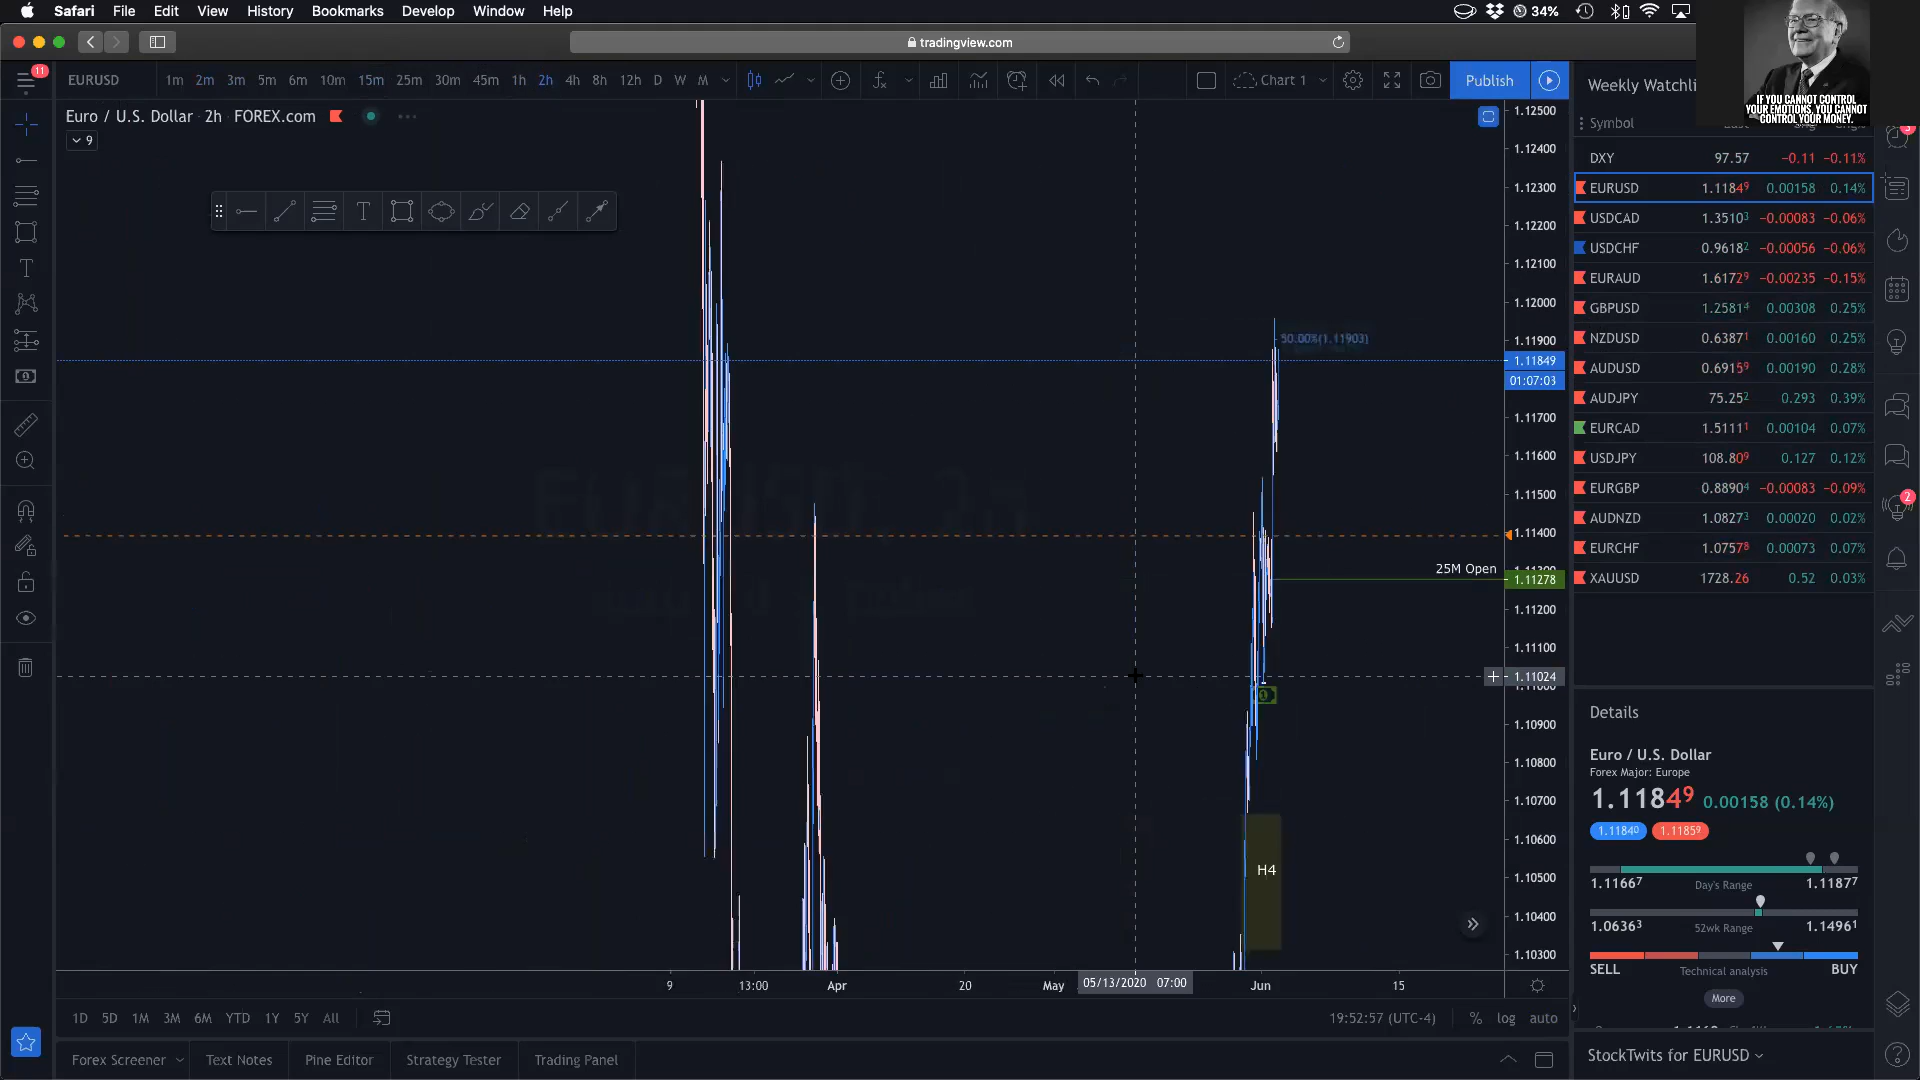 Safari File Edit View History Bookmarks Develop Window Help 34%
tradingview.com
11 EURUSD 1m 2m 3m 5m 6m 10m 15m 25m 30m 45m 1h 2h 4h 8h 12h D W M Chart 1 Publish
Euro / U.S. Dollar · 2h · FOREX.com
9
50.00%(1.11903)
25M Open
H4
1.12500
1.12400
1.12300
1.12200
1.12100
1.12000
1.11900
1.11849
01:07:03
1.11700
1.11600
1.11500
1.11400
1.11278
1.11200
1.11100
1.11024
1.10900
1.10800
1.10700
1.10600
1.10500
1.10400
1.10300
9 13:00 Apr 20 May 05/13/2020 07:00 Jun 15
1D 5D 1M 3M 6M YTD 1Y 5Y All 19:52:57 (UTC-4) % log auto
Forex Screener Text Notes Pine Editor Strategy Tester Trading Panel
IF YOU CANNOT CONTROL
YOUR EMOTIONS, YOU CANNOT
CONTROL YOUR MONEY.
Weekly Watchli
Symbol
DXY 97.57 −0.11 −0.11%
EURUSD 1.11849 0.00158 0.14%
USDCAD 1.35103 −0.00083 −0.06%
USDCHF 0.96182 −0.00056 −0.06%
EURAUD 1.61729 −0.00235 −0.15%
GBPUSD 1.25814 0.00308 0.25%
NZDUSD 0.63871 0.00160 0.25%
AUDUSD 0.69159 0.00190 0.28%
AUDJPY 75.252 0.293 0.39%
EURCAD 1.51111 0.00104 0.07%
USDJPY 108.809 0.127 0.12%
EURGBP 0.88904 −0.00083 −0.09%
AUDNZD 1.08273 0.00020 0.02%
EURCHF 1.07578 0.00073 0.07%
XAUUSD 1728.26 0.52 0.03%
2
Details
Euro / U.S. Dollar
Forex Major: Europe
1.11849 0.00158 (0.14%)
1.11840 1.11859
1.11667 Day's Range 1.11877
1.06363 52wk Range 1.14961
SELL Technical analysis BUY
More
StockTwits for EURUSD